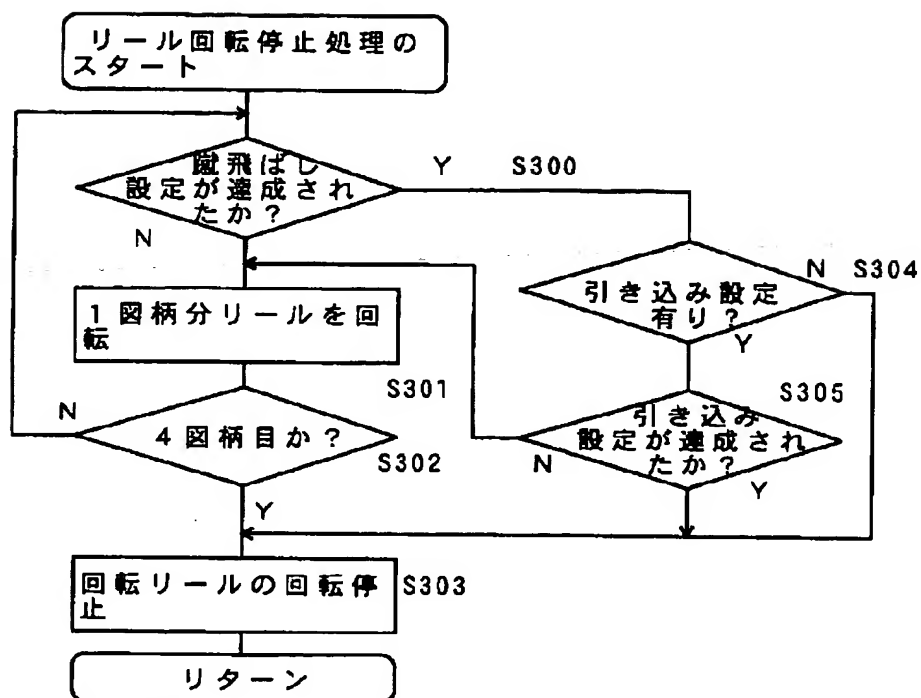 リール回転停止処理の
スタート
蹴飛ばし
設定が達成され
たか？
Y
S300
N
引き込み設定
有り？
N
S304
Y
1図柄分リールを回
転
S301
4図柄目か？
N
S302
Y
引き込み
設定が達成され
たか？
S305
N
Y
回転リールの回転停
止
S303
リターン